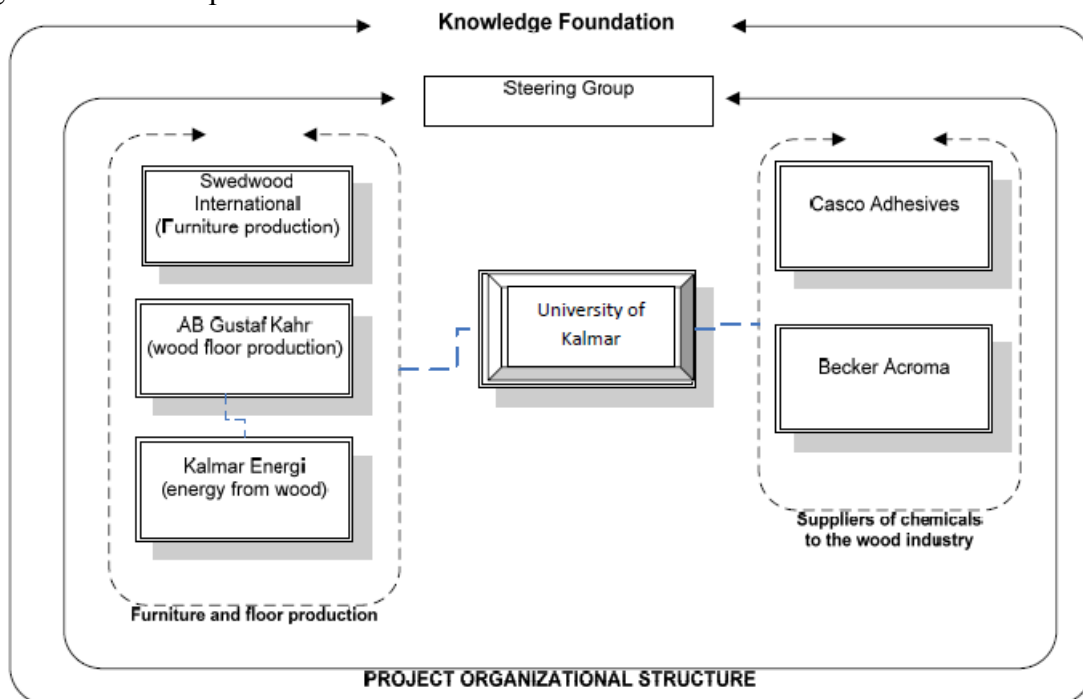 Knowledge Foundation
Steering Group
Swedwood
International
(Furniture production)
AB Gustaf Kahr
(wood floor production)
Kalmar Energi
(energy from wood)
Furniture and floor production
University of
Kalmar
Casco Adhesives
Becker Acroma
Suppliers of chemicals
to the wood industry
PROJECT ORGANIZATIONAL STRUCTURE